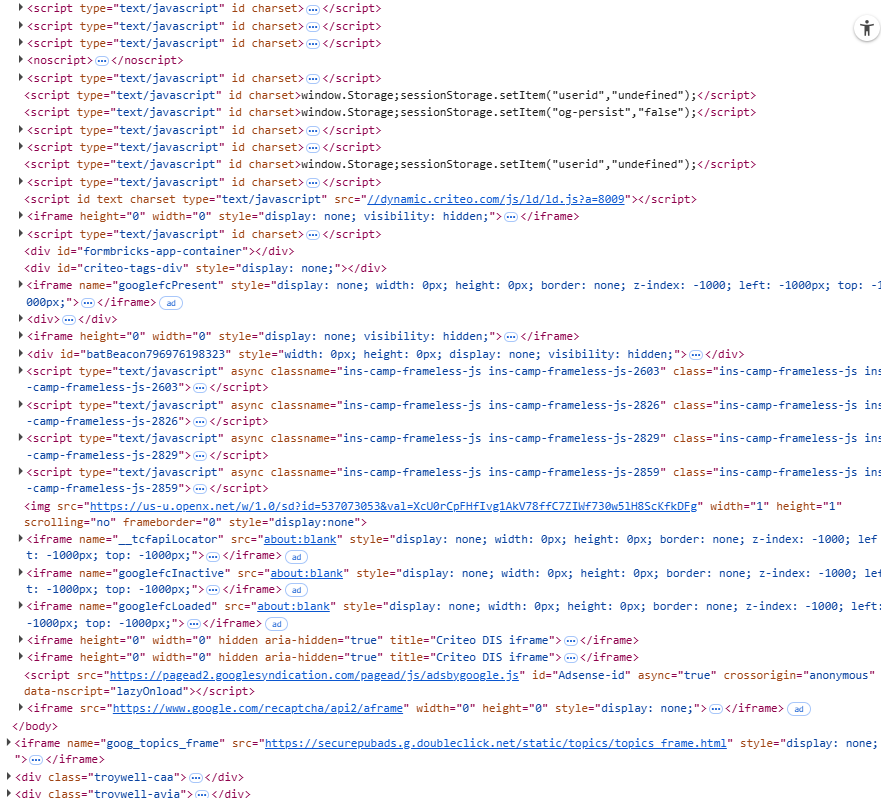 <script type="text/javascript" id charset>…</script>
<script type="text/javascript" id charset>…</script>
<script type="text/javascript" id charset>…</script>
<noscript>…</noscript>
<script type="text/javascript" id charset>…</script>
<script type="text/javascript" id charset>window.Storage;sessionStorage.setItem("userid","undefined");</script>
<script type="text/javascript" id charset>window.Storage;sessionStorage.setItem("og-persist","false");</script>
<script type="text/javascript" id charset>…</script>
<script type="text/javascript" id charset>…</script>
<script type="text/javascript" id charset>window.Storage;sessionStorage.setItem("userid","undefined");</script>
<script type="text/javascript" id charset>…</script>
<script id text charset type="text/javascript" src="//dynamic.criteo.com/js/ld/ld.js?a=8009"></script>
<iframe height="0" width="0" style="display: none; visibility: hidden;">…</iframe>
<script type="text/javascript" id charset>…</script>
<div id="formbricks-app-container"></div>
<div id="criteo-tags-div" style="display: none;"></div>
<iframe name="googlefcPresent" style="display: none; width: 0px; height: 0px; border: none; z-index: -1000; left: -1000px; top: -1
000px;">…</iframe> ad
<div>…</div>
<iframe height="0" width="0" style="display: none; visibility: hidden;">…</iframe>
<div id="batBeacon796976198323" style="width: 0px; height: 0px; display: none; visibility: hidden;">…</div>
<script type="text/javascript" async classname="ins-camp-frameless-js ins-camp-frameless-js-2603" class="ins-camp-frameless-js ins
-camp-frameless-js-2603">…</script>
<script type="text/javascript" async classname="ins-camp-frameless-js ins-camp-frameless-js-2826" class="ins-camp-frameless-js ins
-camp-frameless-js-2826">…</script>
<script type="text/javascript" async classname="ins-camp-frameless-js ins-camp-frameless-js-2829" class="ins-camp-frameless-js ins
-camp-frameless-js-2829">…</script>
<script type="text/javascript" async classname="ins-camp-frameless-js ins-camp-frameless-js-2859" class="ins-camp-frameless-js ins
-camp-frameless-js-2859">…</script>
<img src="https://us-u.openx.net/w/1.0/sd?id=537073053&val=XcU0rCpFHfIvg1AkV78ffC7ZIWf730w5lH8ScKfkDFg" width="1" height="1"
scrolling="no" frameborder="0" style="display:none">
<iframe name="__tcfapiLocator" src="about:blank" style="display: none; width: 0px; height: 0px; border: none; z-index: -1000; lef
t: -1000px; top: -1000px;">…</iframe> ad
<iframe name="googlefcInactive" src="about:blank" style="display: none; width: 0px; height: 0px; border: none; z-index: -1000; lef
t: -1000px; top: -1000px;">…</iframe> ad
<iframe name="googlefcLoaded" src="about:blank" style="display: none; width: 0px; height: 0px; border: none; z-index: -1000; left:
-1000px; top: -1000px;">…</iframe> ad
<iframe height="0" width="0" hidden aria-hidden="true" title="Criteo DIS iframe">…</iframe>
<iframe height="0" width="0" hidden aria-hidden="true" title="Criteo DIS iframe">…</iframe>
<script src="https://pagead2.googlesyndication.com/pagead/js/adsbygoogle.js" id="Adsense-id" async="true" crossorigin="anonymous"
data-nscript="lazyOnload"></script>
<iframe src="https://www.google.com/recaptcha/api2/aframe" width="0" height="0" style="display: none;">…</iframe> ad
</body>
<iframe name="goog_topics_frame" src="https://securepubads.g.doubleclick.net/static/topics/topics_frame.html" style="display: none;
">…</iframe>
<div class="troywell-caa">…</div>
<div class="troywell-avia">…</div>